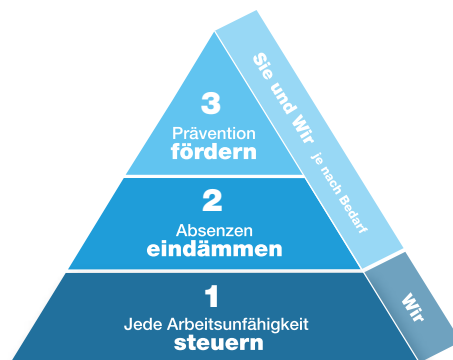 3
Prävention
fördern
2
Absenzen
eindämmen
1
Jede Arbeitsunfähigkeit
steuern
Sie und Wir je nach Bedarf
Wir